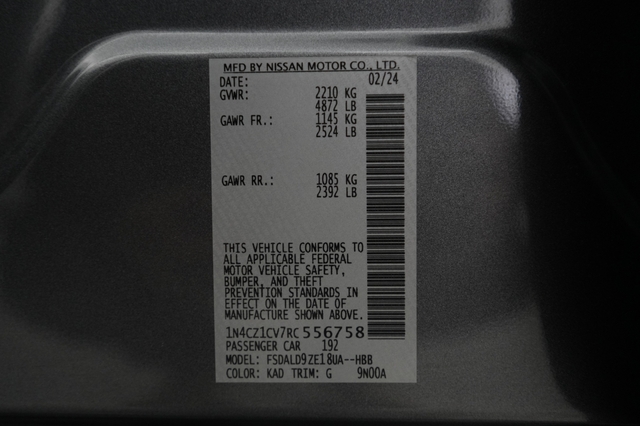 MFD BY NISSAN MOTOR CO., LTD.
DATE: 02/24
GVWR: 2210 KG
4872 LB
GAWR FR.: 1145 KG
2524 LB
GAWR RR.: 1085 KG
2392 LB
THIS VEHICLE CONFORMS TO
ALL APPLICABLE FEDERAL
MOTOR VEHICLE SAFETY,
BUMPER, AND THEFT
PREVENTION STANDARDS IN
EFFECT ON THE DATE OF
MANUFACTURE SHOWN ABOVE.
1N4CZ1CV7RC556758
PASSENGER CAR 192
MODEL: FSDALD9ZE18UA--HBB
COLOR: KAD TRIM: G 9N00A